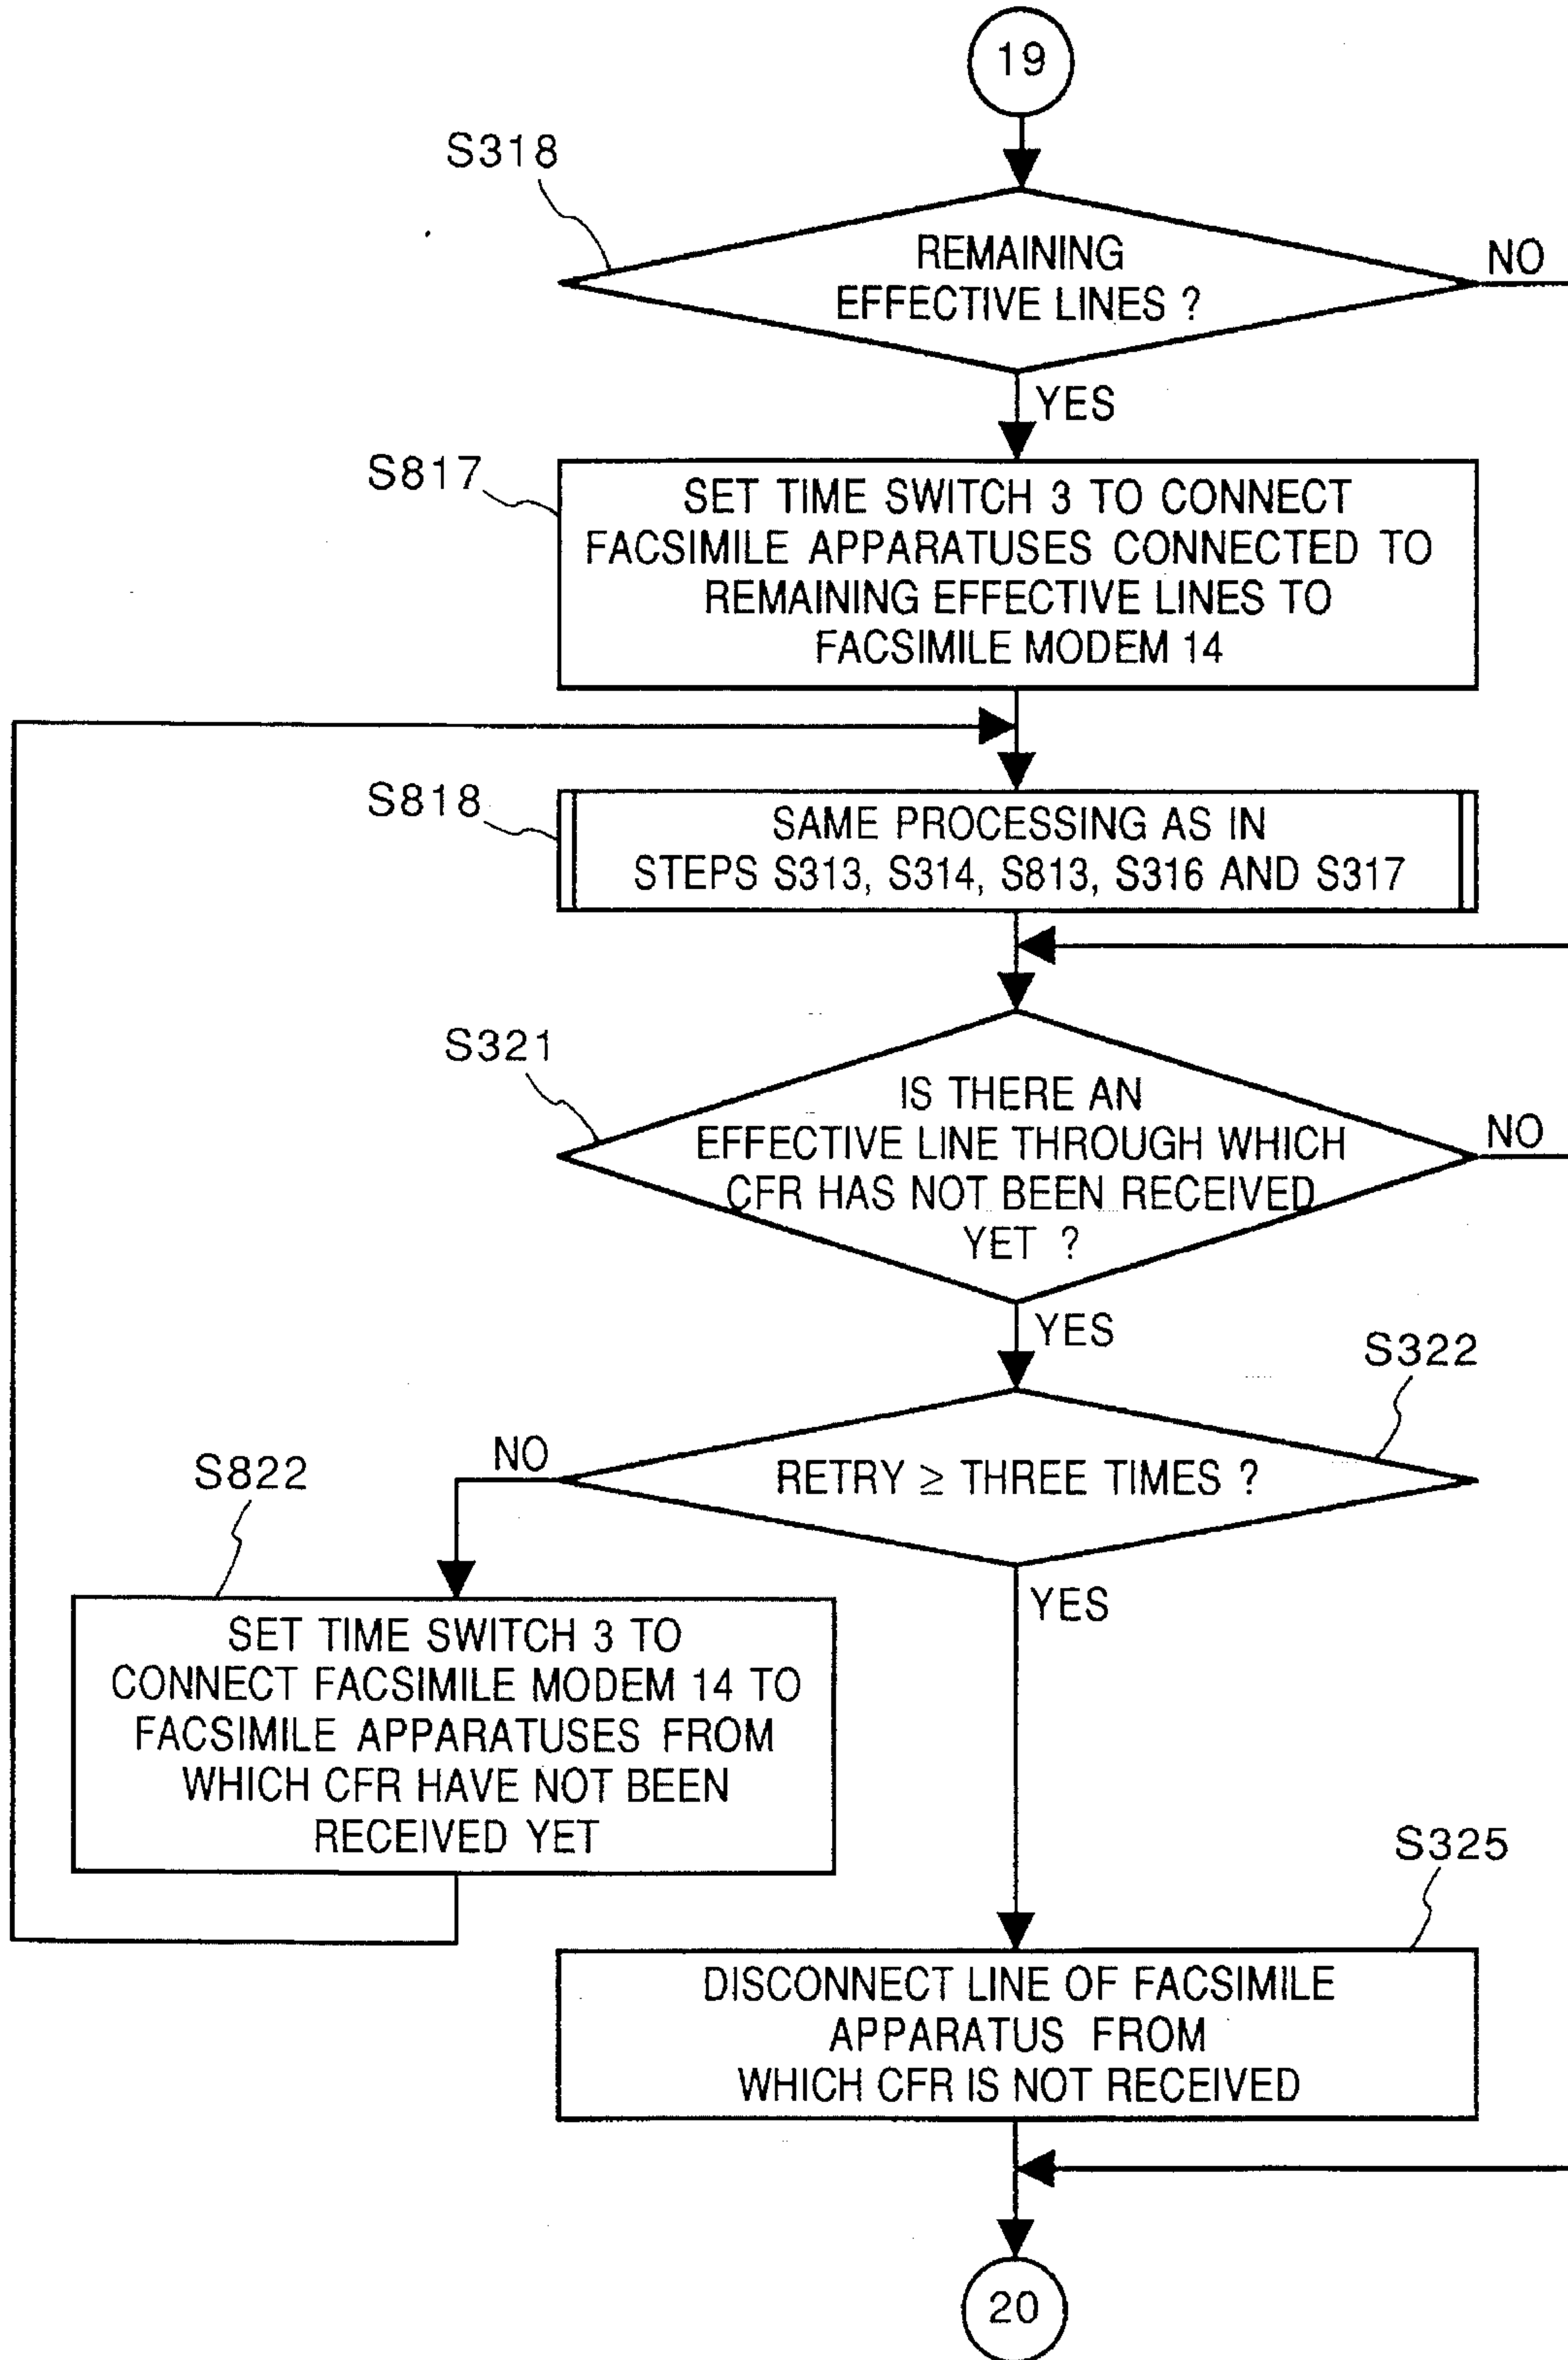 19
S318
REMAINING
EFFECTIVE LINES ?
NO
YES
S817
SET TIME SWITCH 3 TO CONNECT
FACSIMILE APPARATUSES CONNECTED TO
REMAINING EFFECTIVE LINES TO
FACSIMILE MODEM 14
S818
SAME PROCESSING AS IN
STEPS S313, S314, S813, S316 AND S317
S321
IS THERE AN
EFFECTIVE LINE THROUGH WHICH
CFR HAS NOT BEEN RECEIVED
YET ?
NO
YES
S322
RETRY ≥ THREE TIMES ?
NO
YES
S822
SET TIME SWITCH 3 TO
CONNECT FACSIMILE MODEM 14 TO
FACSIMILE APPARATUSES FROM
WHICH CFR HAVE NOT BEEN
RECEIVED YET
S325
DISCONNECT LINE OF FACSIMILE
APPARATUS FROM
WHICH CFR IS NOT RECEIVED
20